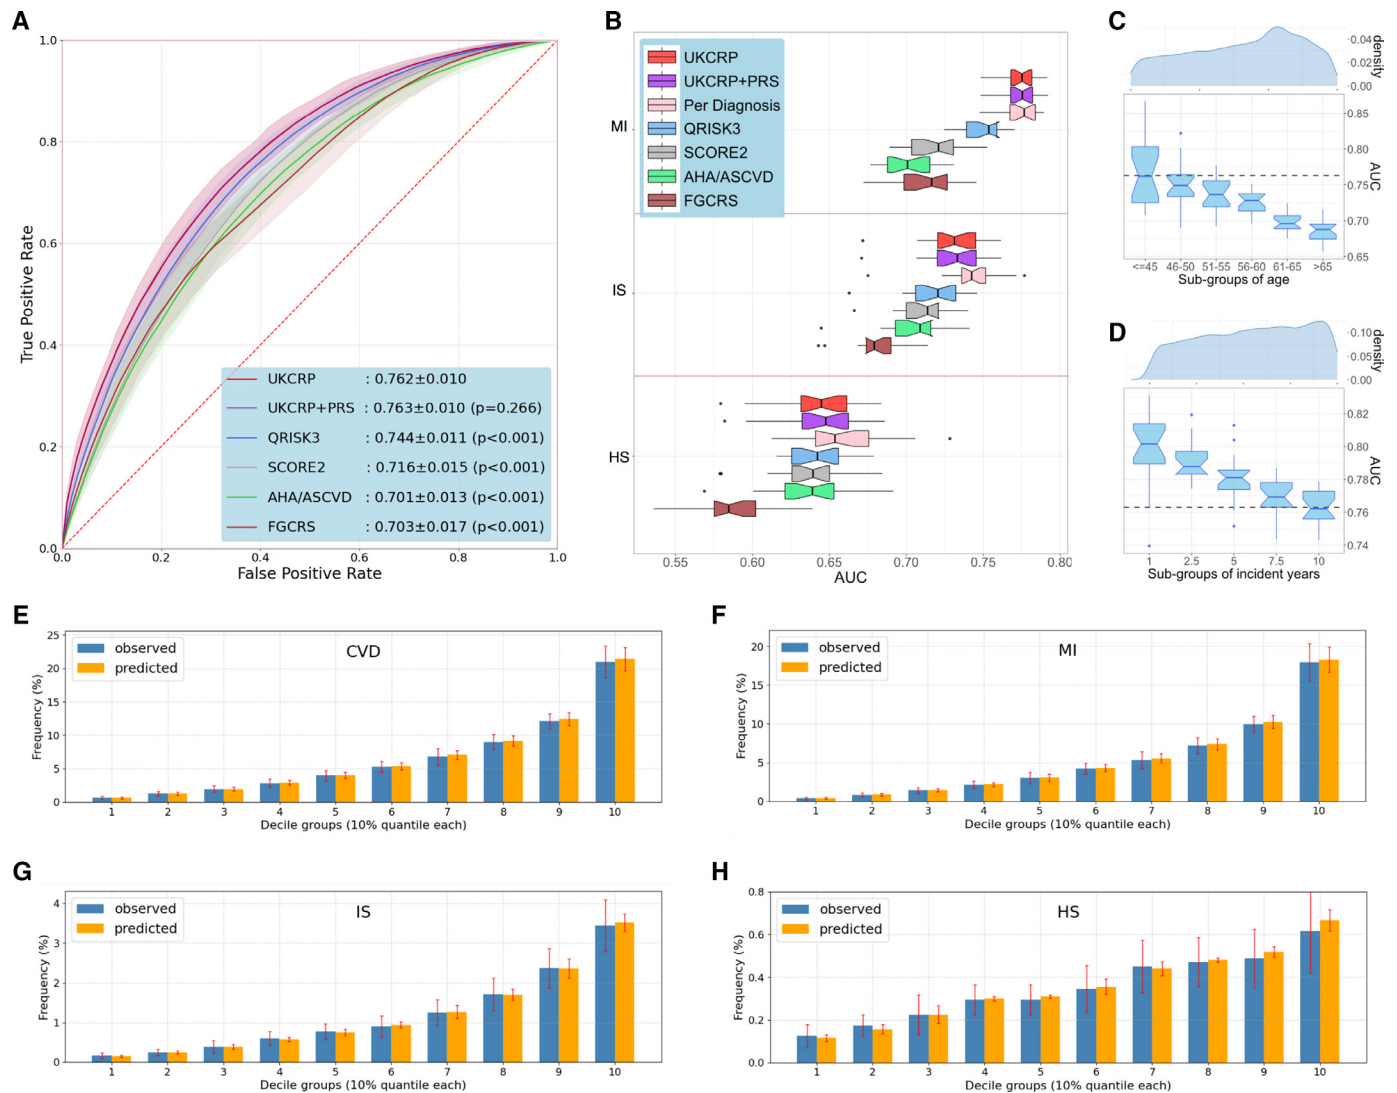 A
1.0
0.8
0.6
0.4
0.2
0.0
True Positive Rate
UKCRP : 0.762±0.010
UKCRP+PRS : 0.763±0.010 (p=0.266)
QRISK3 : 0.744±0.011 (p<0.001)
SCORE2 : 0.716±0.015 (p<0.001)
AHA/ASCVD : 0.701±0.013 (p<0.001)
FGCRS : 0.703±0.017 (p<0.001)
0.0 0.2 0.4 0.6 0.8 1.0
False Positive Rate
B
UKCRP
UKCRP+PRS
Per Diagnosis
QRISK3
SCORE2
AHA/ASCVD
FGCRS
MI
IS
HS
0.55 0.60 0.65 0.70 0.75 0.80
AUC
C
0.04
0.02
0.00
density
0.85
0.80
0.75
0.70
0.65
AUC
<=45 46-50 51-55 56-60 61-65 >65
Sub-groups of age
D
0.10
0.05
0.00
density
0.82
0.80
0.78
0.76
0.74
AUC
1 2.5 5 7.5 10
Sub-groups of incident years
E
CVD
observed
predicted
25
20
15
10
5
0
Frequency (%)
1 2 3 4 5 6 7 8 9 10
Decile groups (10% quantile each)
F
MI
observed
predicted
20
15
10
5
0
Frequency (%)
1 2 3 4 5 6 7 8 9 10
Decile groups (10% quantile each)
G
IS
observed
predicted
4
3
2
1
0
Frequency (%)
1 2 3 4 5 6 7 8 9 10
Decile groups (10% quantile each)
H
HS
observed
predicted
0.8
0.6
0.4
0.2
0.0
Frequency (%)
1 2 3 4 5 6 7 8 9 10
Decile groups (10% quantile each)